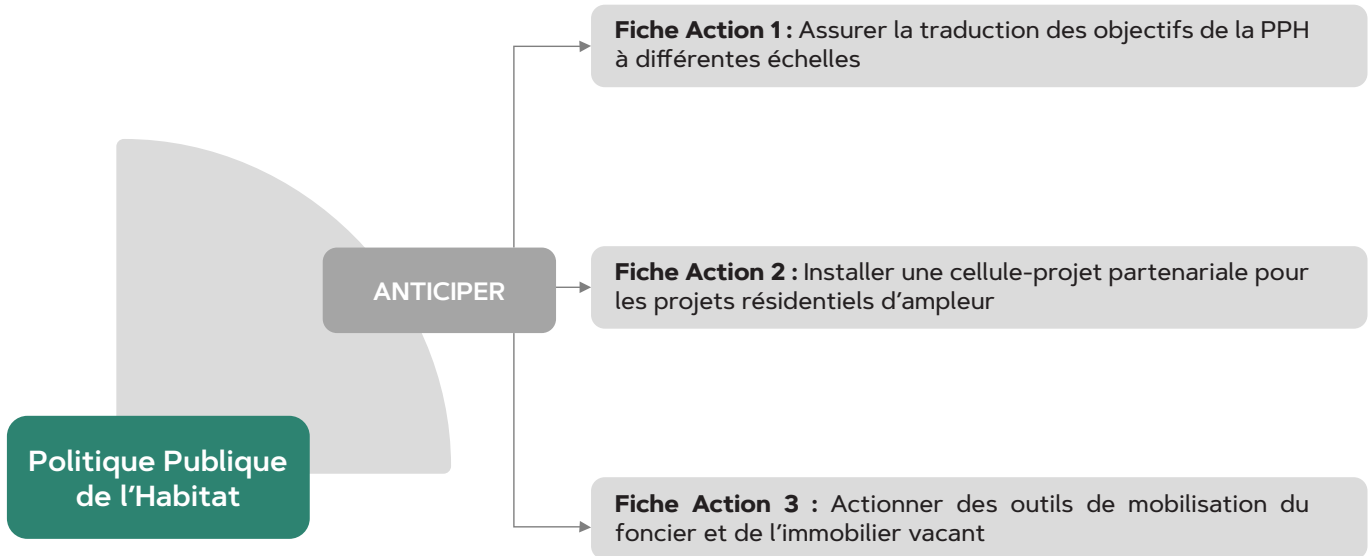 Fiche Action 1 : Assurer la traduction des objectifs de la PPH
à différentes échelles
ANTICIPER
Fiche Action 2 : Installer une cellule-projet partenariale pour
les projets résidentiels d’ampleur
Politique Publique
de l’Habitat
Fiche Action 3 : Actionner des outils de mobilisation du
foncier et de l’immobilier vacant